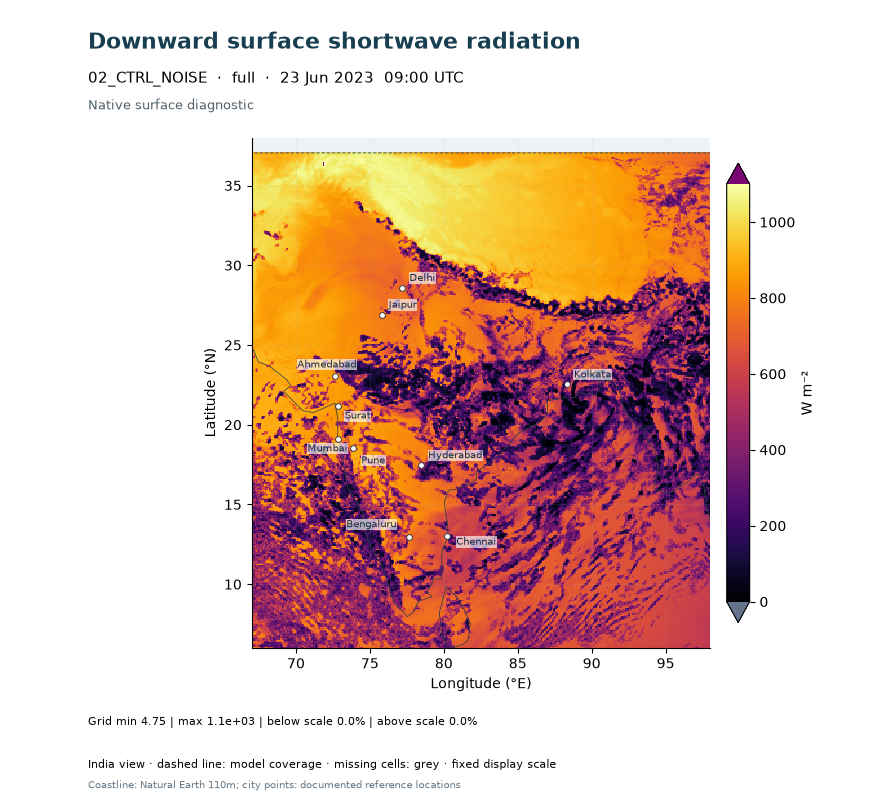 Downward surface shortwave radiation
02_CTRL_NOISE · full · 23 Jun 2023 09:00 UTC
Native surface diagnostic
35
30
25
20
15
10
Latitude (°N)
Delhi
Jaipur
Ahmedabad
Kolkata
Surat
Mumbai
Pune
Hyderabad
Bengaluru
Chennai
70
75
80
85
90
95
Longitude (°E)
1000
800
600
400
200
0
W m⁻²
Grid min 4.75 | max 1.1e+03 | below scale 0.0% | above scale 0.0%
India view · dashed line: model coverage · missing cells: grey · fixed display scale
Coastline: Natural Earth 110m; city points: documented reference locations